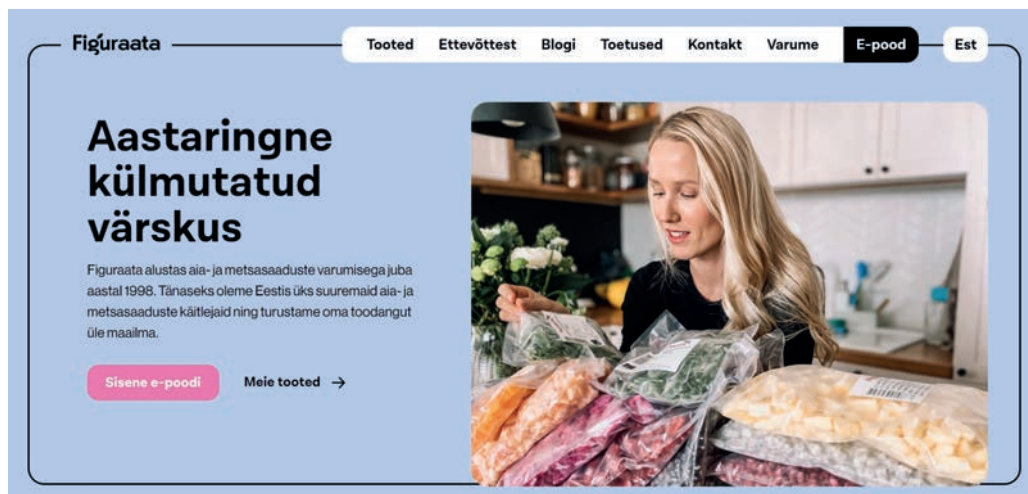 Figuraata
Tooted
Ettevõttest
Blogi
Toetused
Kontakt
Varume
E-pood
Est
Aastaringne
külmutatud
värskus
Figuraata alustas aia- ja metsasaaduste varumisega juba
aastal 1998. Tänaseks oleme Eestis üks suuremaid aia- ja
metsasaaduste käitlejaid ning turustame oma toodangut
üle maailma.
Sisene e-poodi
Meie tooted →